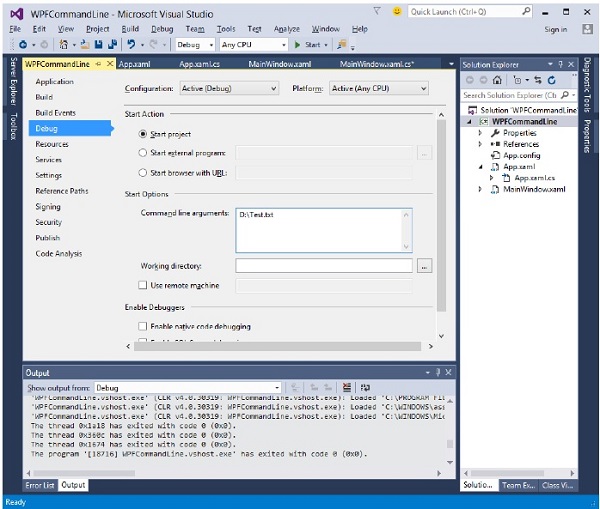 WPFCommandLine - Microsoft Visual Studio
Quick Launch (Ctrl+Q)
File Edit View Project Build Debug Team Tools Architecture Test Analyze Window Help Sign in
Debug Any CPU Start
Server Explorer
Toolbox
WPFCommandLine App.xaml App.xaml.cs MainWindow.xaml MainWindow.xaml.cs*
Application
Build
Build Events
Debug
Resources
Services
Settings
Reference Paths
Signing
Security
Publish
Code Analysis
Configuration: Active (Debug) Platform: Active (Any CPU)
Start Action
Start project
Start external program:
...
Start browser with URL:
Start Options
Command line arguments: D:\Test.txt
Working directory:
...
Use remote machine
Enable Debuggers
Enable native code debugging
Solution Explorer
Search Solution Explorer (Ctrl+
Solution 'WPFCommandLine
WPFCommandLine
Properties
References
App.config
App.xaml
App.xaml.cs
MainWindow.xaml
Diagnostic Tools
Properties
Output
Show output from: Debug
'WPFCommandLine.vshost.exe' (CLR v4.0.30319: WPFCommandLine.vshost.exe): Loaded 'C:\PROGRAM FI
'WPFCommandLine.vshost.exe' (CLR v4.0.30319: WPFCommandLine.vshost.exe): Loaded 'C:\WINDOWS\ass
'WPFCommandLine.vshost.exe' (CLR v4.0.30319: WPFCommandLine.vshost.exe): Loaded 'C:\WINDOWS\Mic
The thread 0x1a18 has exited with code 0 (0x0).
The thread 0x360c has exited with code 0 (0x0).
The thread 0x1674 has exited with code 0 (0x0).
The program '[18716] WPFCommandLine.vshost.exe' has exited with code 0 (0x0).
Error List Output
Solutio... Team Ex... Class Vi...
Ready